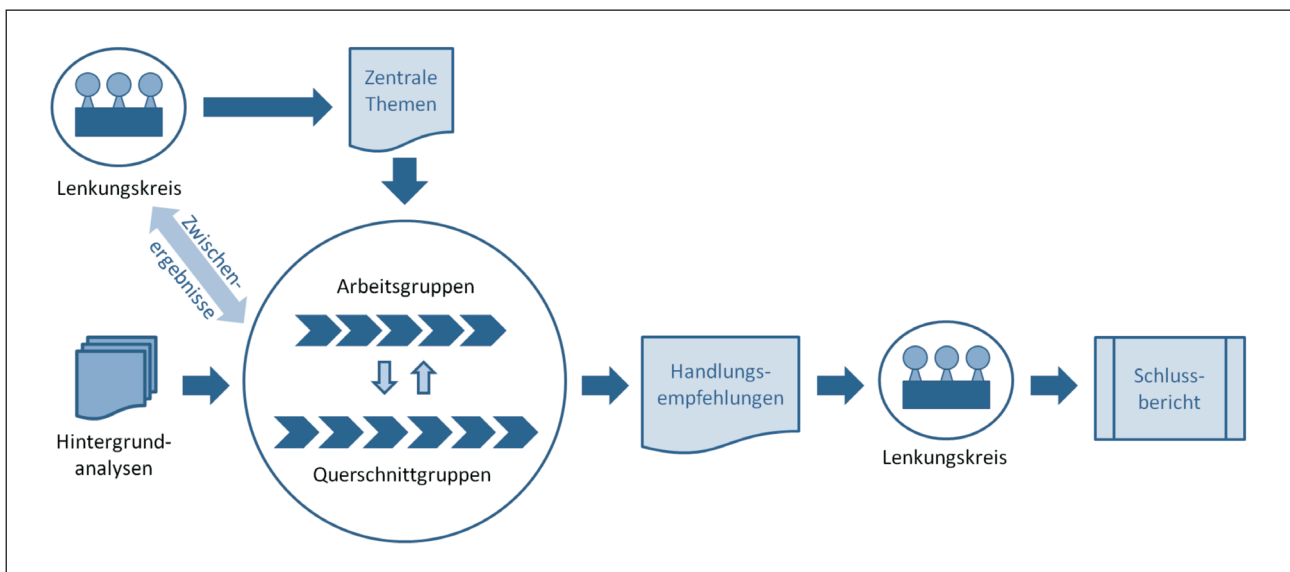 Zentrale
Themen
Lenkungskreis
Zwischen-
ergebnisse
Arbeitsgruppen
Hintergrund-
analysen
Querschnittgruppen
Handlungs-
empfehlungen
Lenkungskreis
Schluss-
bericht